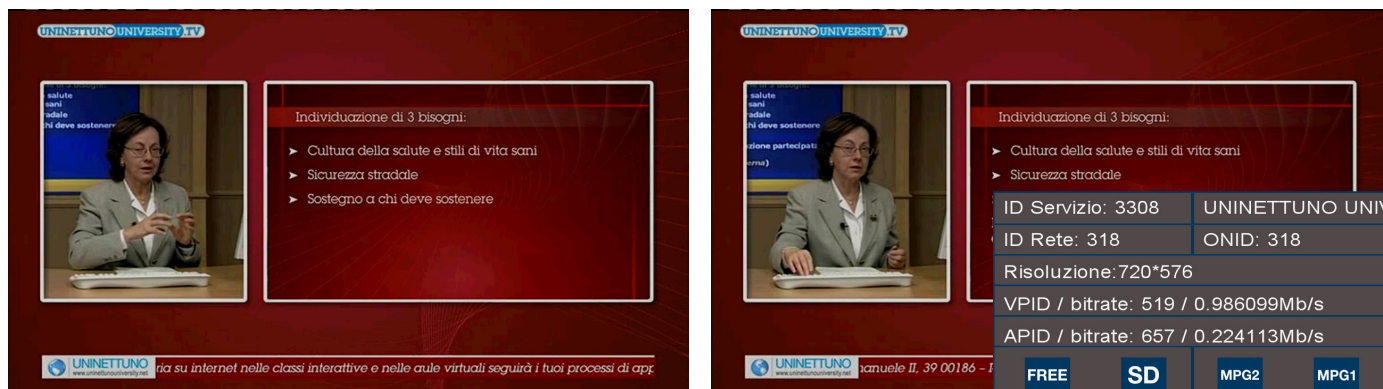 UNINETTUNO UNIVERSITY.TV
salute
sani
adale
hi deve sostenere
Individuazione di 3 bisogni:
➤ Cultura della salute e stili di vita sani
➤ Sicurezza stradale
➤ Sostegno a chi deve sostenere
UNINETTUNO
www.uninettunouniversity.net
ria su internet nelle classi interattive e nelle aule virtuali seguirà i tuoi processi di app
UNINETTUNO UNIVERSITY.TV
salute
sani
adale
hi deve sostenere
zione partecipata
erna)
Individuazione di 3 bisogni:
➤ Cultura della salute e stili di vita sani
➤ Sicurezza stradale
ID Servizio: 3308 UNINETTUNO UNIV
ID Rete: 318 ONID: 318
Risoluzione:720*576
VPID / bitrate: 519 / 0.986099Mb/s
APID / bitrate: 657 / 0.224113Mb/s
FREE SD MPG2 MPG1
UNINETTUNO
www.uninettunouniversity.net
anuele II, 39 00186 -